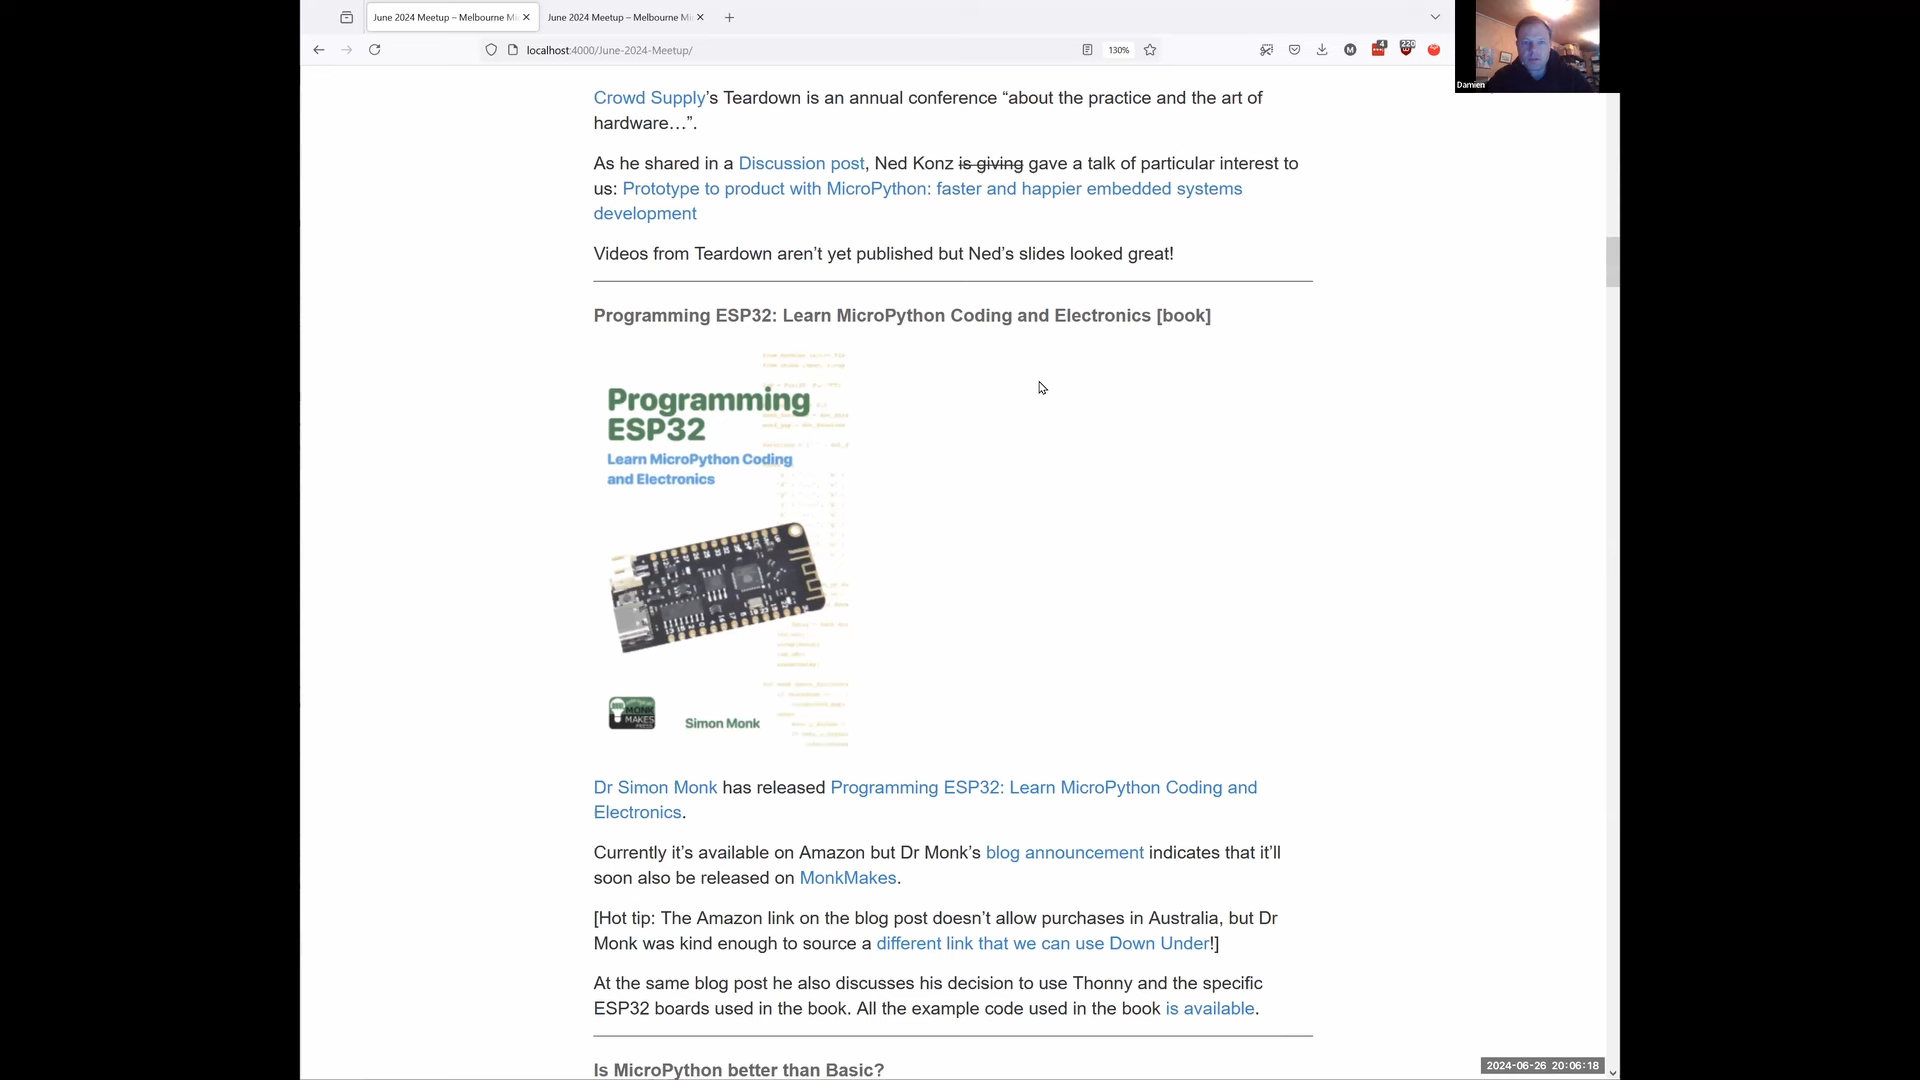 June 2024 Meetup – Melbourne Mi
June 2024 Meetup – Melbourne Mi
localhost:4000/June-2024-Meetup/
130%
M
4
220
Damien
Crowd Supply’s Teardown is an annual conference “about the practice and the art of
hardware…”.
As he shared in a Discussion post, Ned Konz is giving gave a talk of particular interest to
us: Prototype to product with MicroPython: faster and happier embedded systems
development
Videos from Teardown aren’t yet published but Ned’s slides looked great!
Programming ESP32: Learn MicroPython Coding and Electronics [book]
Programming
ESP32
Learn MicroPython Coding
and Electronics
MONK
MAKES
PRESS
Simon Monk
Dr Simon Monk has released Programming ESP32: Learn MicroPython Coding and
Electronics.
Currently it’s available on Amazon but Dr Monk’s blog announcement indicates that it’ll
soon also be released on MonkMakes.
[Hot tip: The Amazon link on the blog post doesn’t allow purchases in Australia, but Dr
Monk was kind enough to source a different link that we can use Down Under!]
At the same blog post he also discusses his decision to use Thonny and the specific
ESP32 boards used in the book. All the example code used in the book is available.
Is MicroPython better than Basic?
2024-06-26 20:06:18